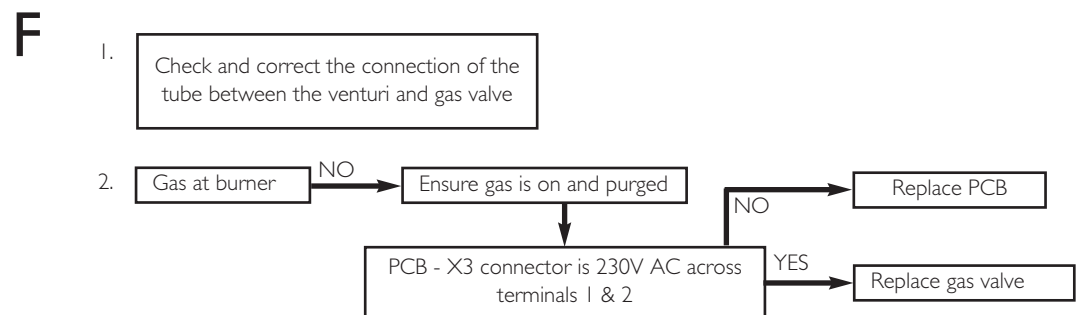 F
1.
Check and correct the connection of the
tube between the venturi and gas valve
2.
Gas at burner
NO
Ensure gas is on and purged
NO
Replace PCB
PCB - X3 connector is 230V AC across
terminals 1 & 2
YES
Replace gas valve